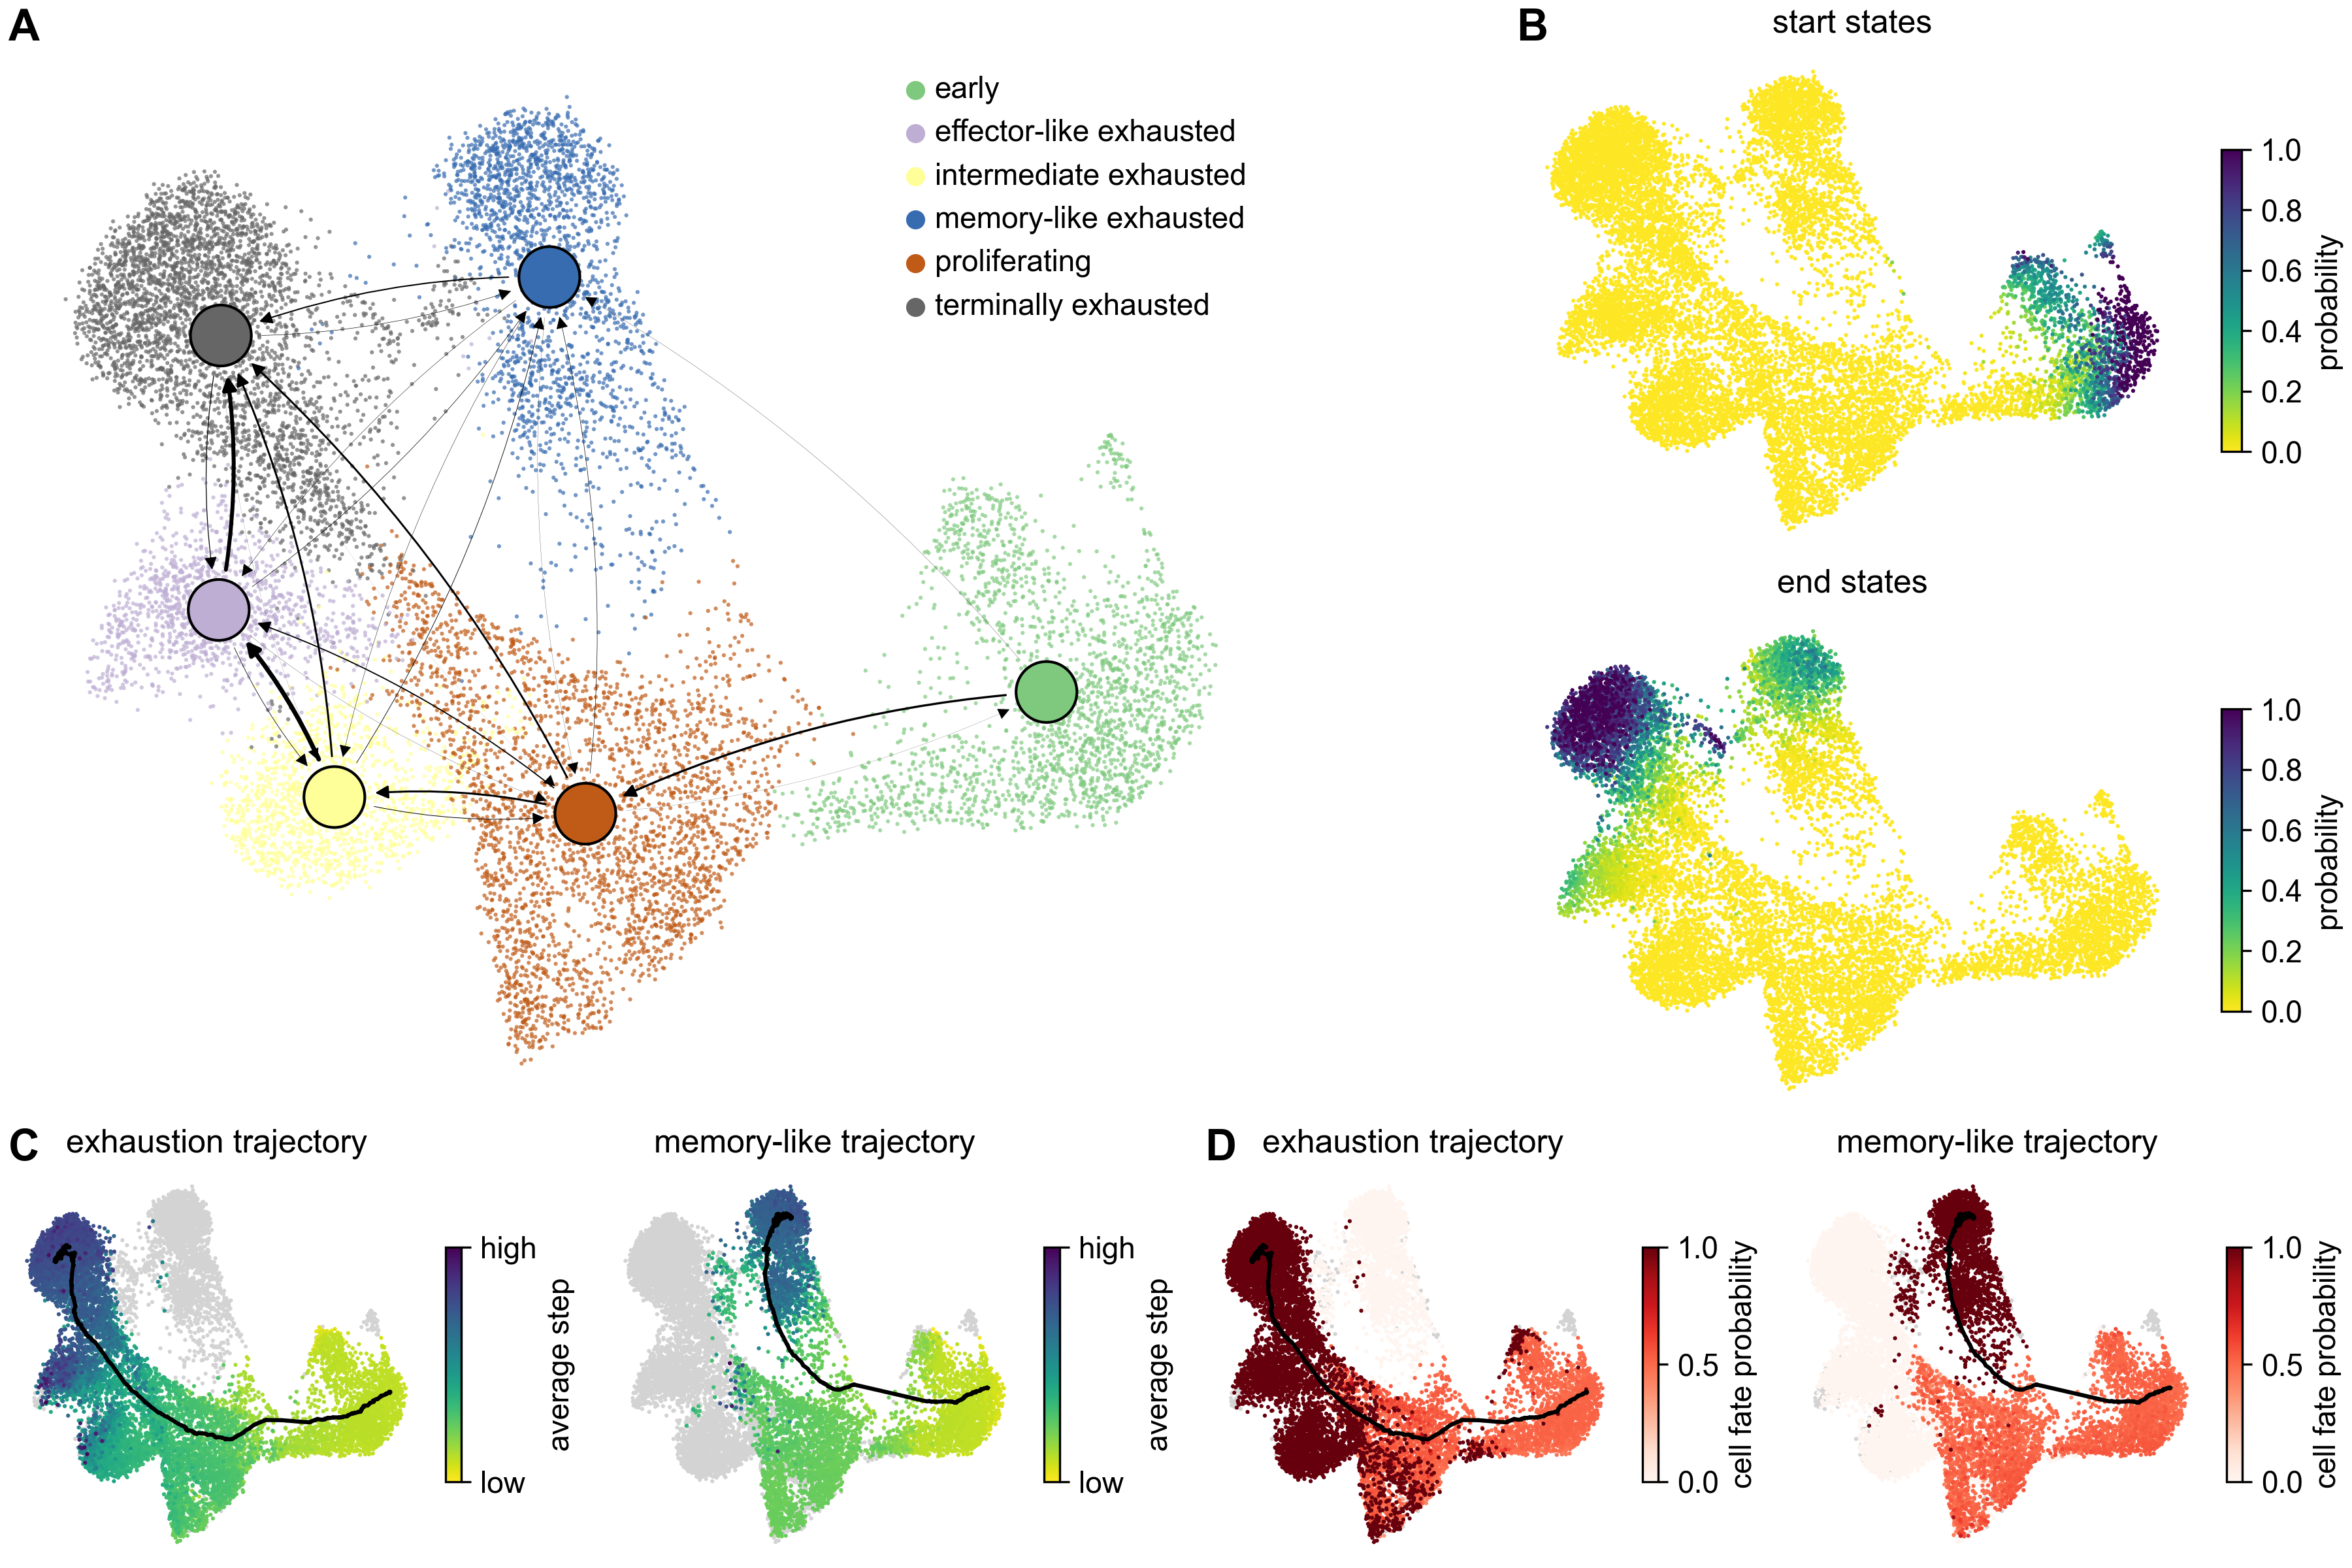 A
early
effector-like exhausted
intermediate exhausted
memory-like exhausted
proliferating
terminally exhausted
B
start states
1.0
0.8
0.6
0.4
0.2
0.0
probability
end states
1.0
0.8
0.6
0.4
0.2
0.0
probability
C
exhaustion trajectory
high
low
average step
memory-like trajectory
high
low
average step
D
exhaustion trajectory
1.0
0.5
0.0
cell fate probability
memory-like trajectory
1.0
0.5
0.0
cell fate probability